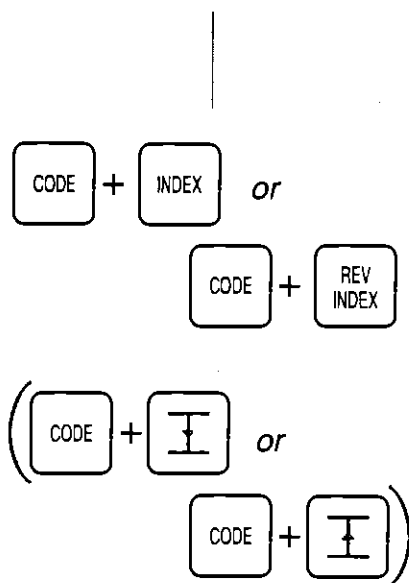 CODE + INDEX or
CODE + REV INDEX
( CODE + or
CODE + )